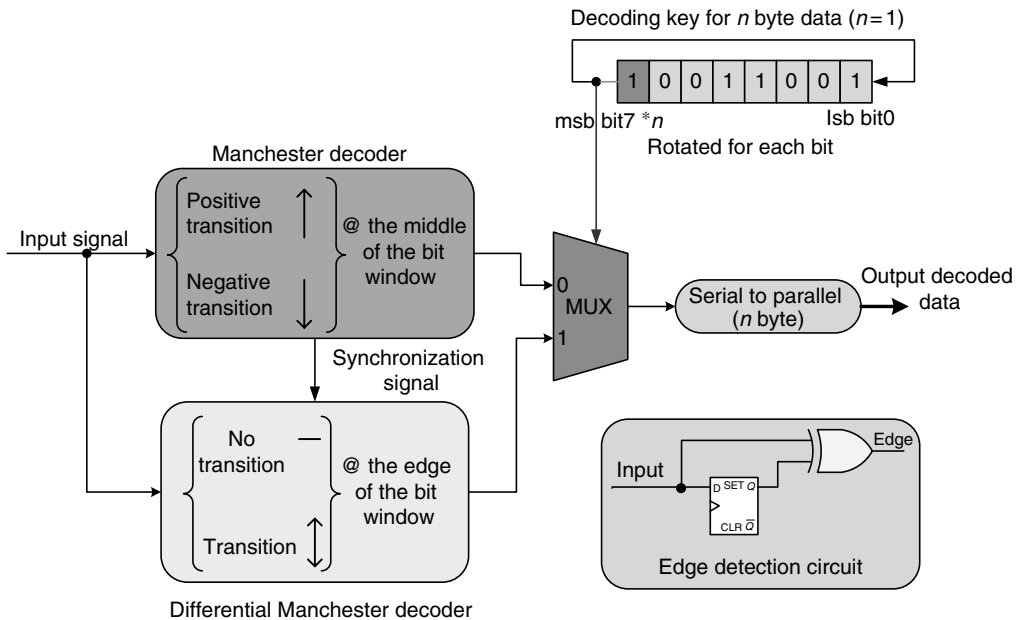 Decoding key for n byte data (n=1)
1 0 0 1 1 0 0 1
msb bit7 *n
lsb bit0
Rotated for each bit
Manchester decoder
Positive
transition
Negative
transition
@ the middle
of the bit
window
Input signal
Synchronization
signal
0
MUX
1
Serial to parallel
(n byte)
Output decoded
data
No
transition
Transition
@ the edge
of the bit
window
Differential Manchester decoder
Input
D SET Q
CLR Q̅
Edge
Edge detection circuit